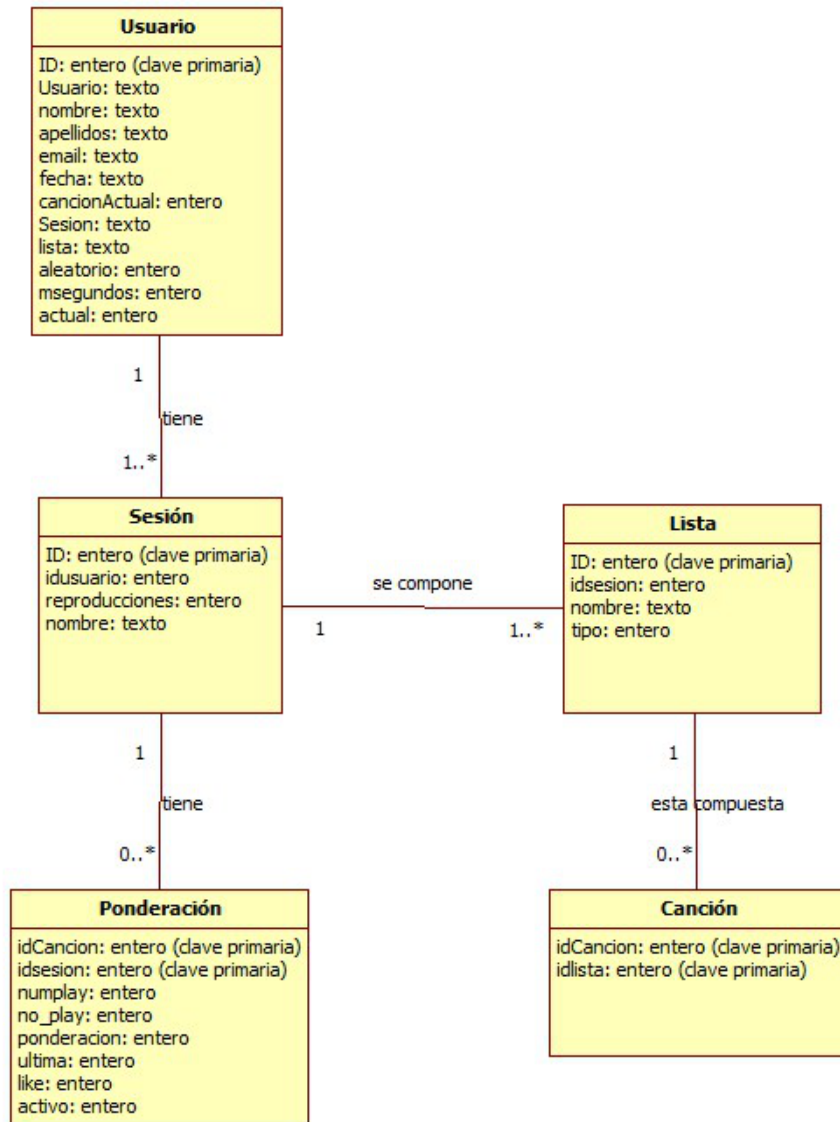 Usuario
ID: entero (clave primaria)
Usuario: texto
nombre: texto
apellidos: texto
email: texto
fecha: texto
cancionActual: entero
Sesion: texto
lista: texto
aleatorio: entero
msegundos: entero
actual: entero
1
tiene
1..*
Sesión
ID: entero (clave primaria)
idusuario: entero
reproducciones: entero
nombre: texto
se compone
1
1..*
Lista
ID: entero (clave primaria)
idsesion: entero
nombre: texto
tipo: entero
1
tiene
0..*
1
esta compuesta
0..*
Ponderación
idCancion: entero (clave primaria)
idsesion: entero (clave primaria)
numplay: entero
no_play: entero
ponderacion: entero
ultima: entero
like: entero
activo: entero
Canción
idCancion: entero (clave primaria)
idlista: entero (clave primaria)